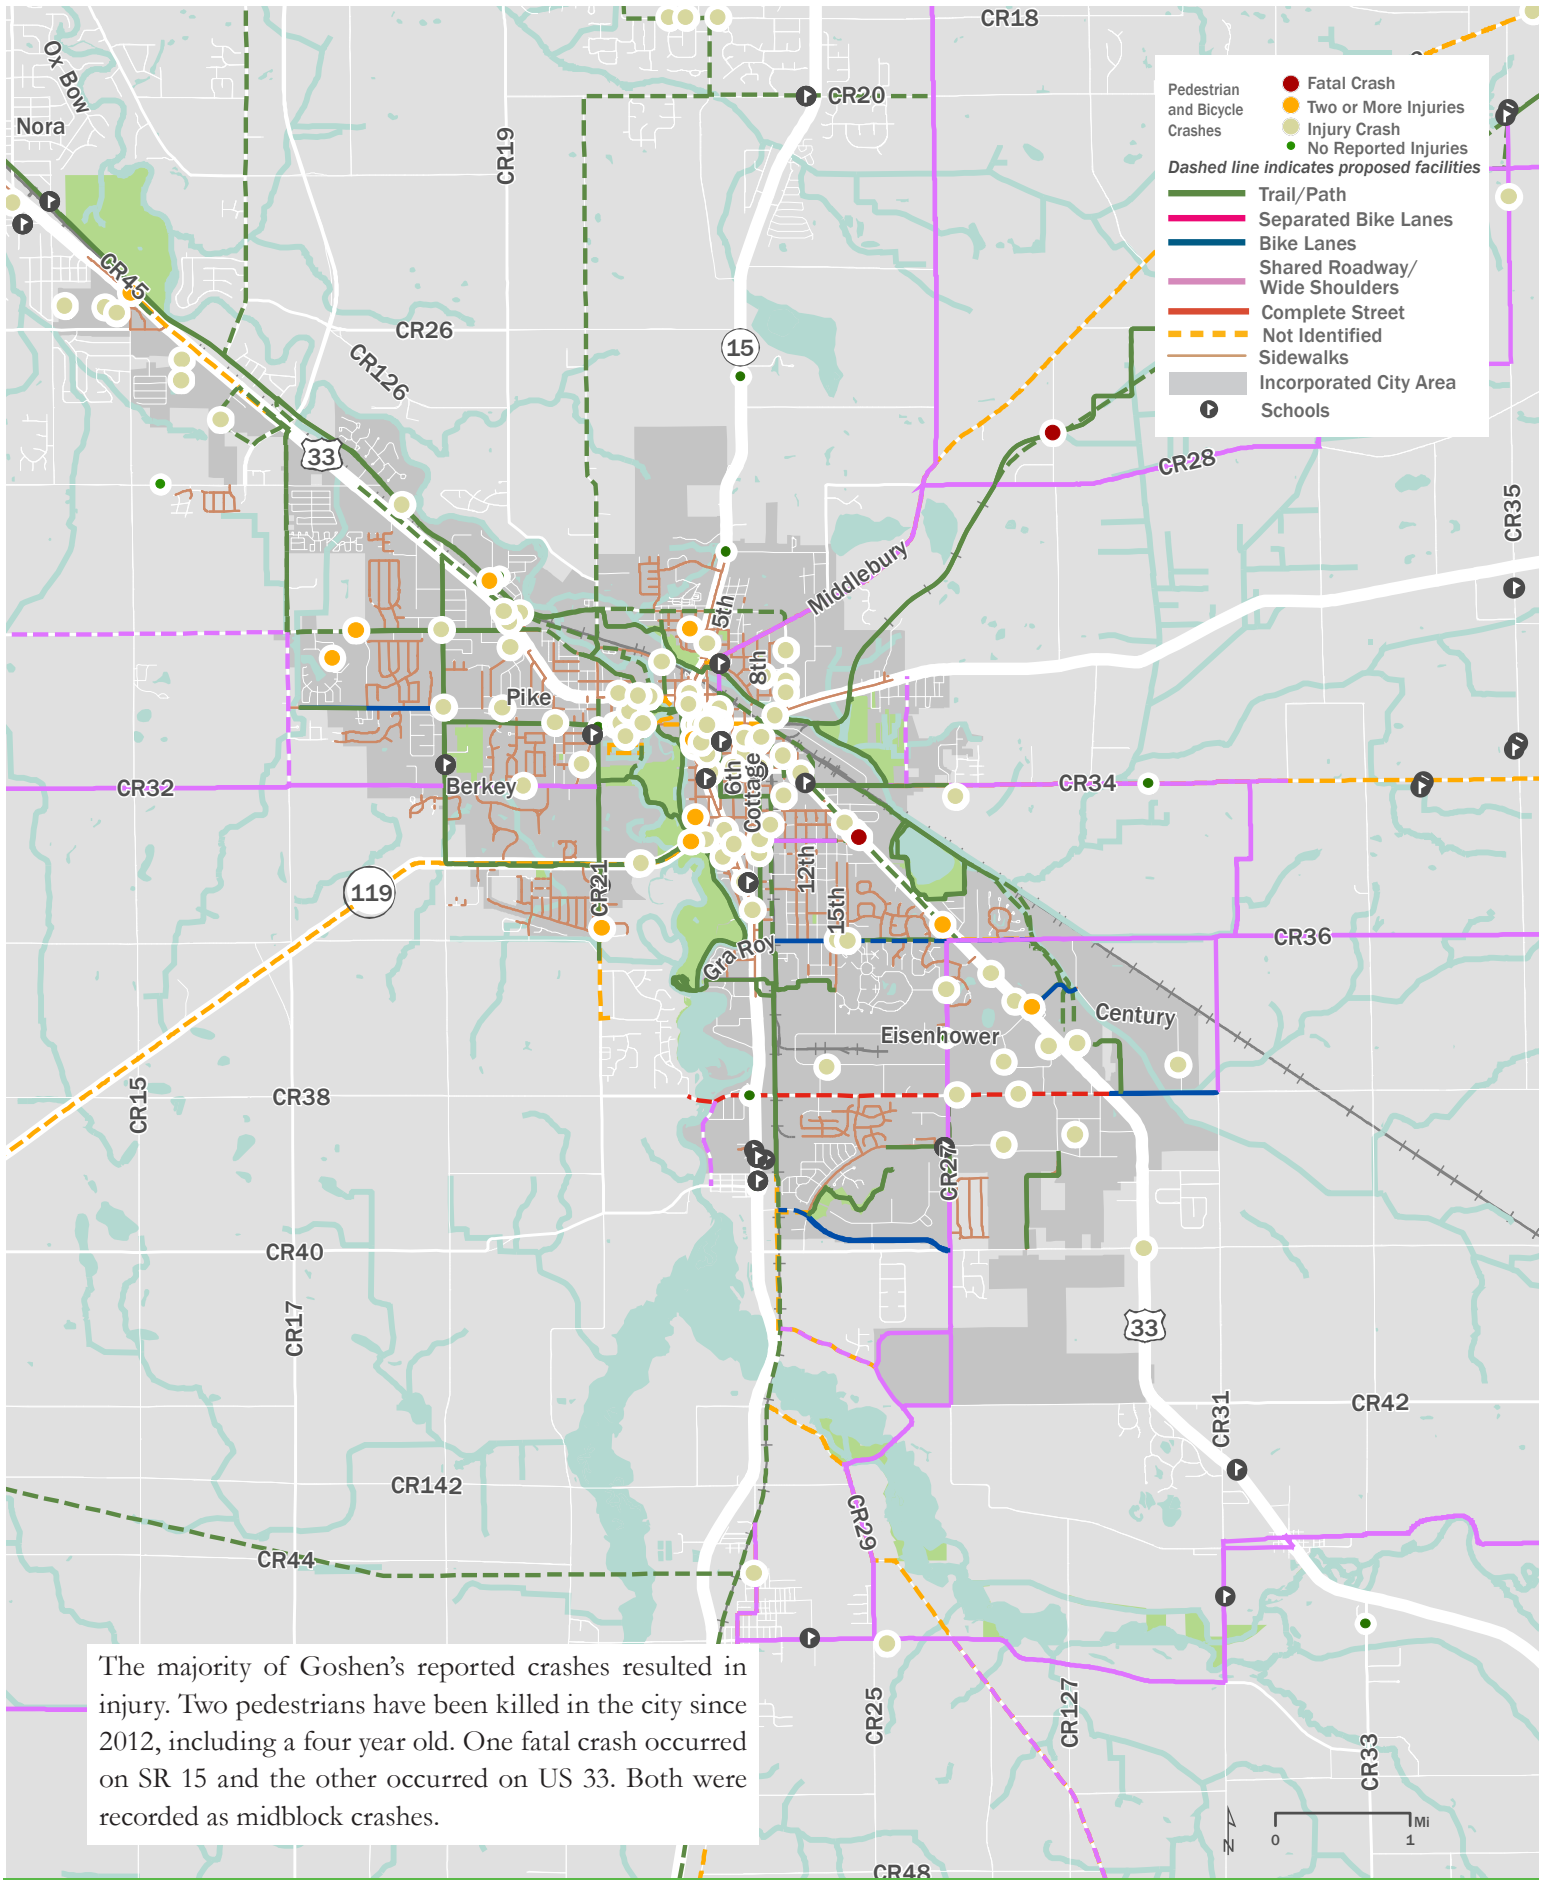 CR18
Ox Bow
CR20
Nora
CR19
Pedestrian
and Bicycle
Crashes
Fatal Crash
Two or More Injuries
Injury Crash
No Reported Injuries
Dashed line indicates proposed facilities
Trail/Path
Separated Bike Lanes
Bike Lanes
Shared Roadway/
Wide Shoulders
Complete Street
Not Identified
Sidewalks
Incorporated City Area
Schools
CR45
CR26
CR126
15
33
CR28
CR35
Middlebury
5th
8th
Pike
CR32
Berkey
6th
Cottage
CR34
119
CR21
12th
15th
Gra Roy
CR36
Century
Eisenhower
CR15
CR38
CR27
CR40
CR17
33
CR31
CR42
CR142
CR29
CR44
The majority of Goshen's reported crashes resulted in
injury. Two pedestrians have been killed in the city since
2012, including a four year old. One fatal crash occurred
on SR 15 and the other occurred on US 33. Both were
recorded as midblock crashes.
CR25
CR127
CR33
N
Mi
0 1
CR48